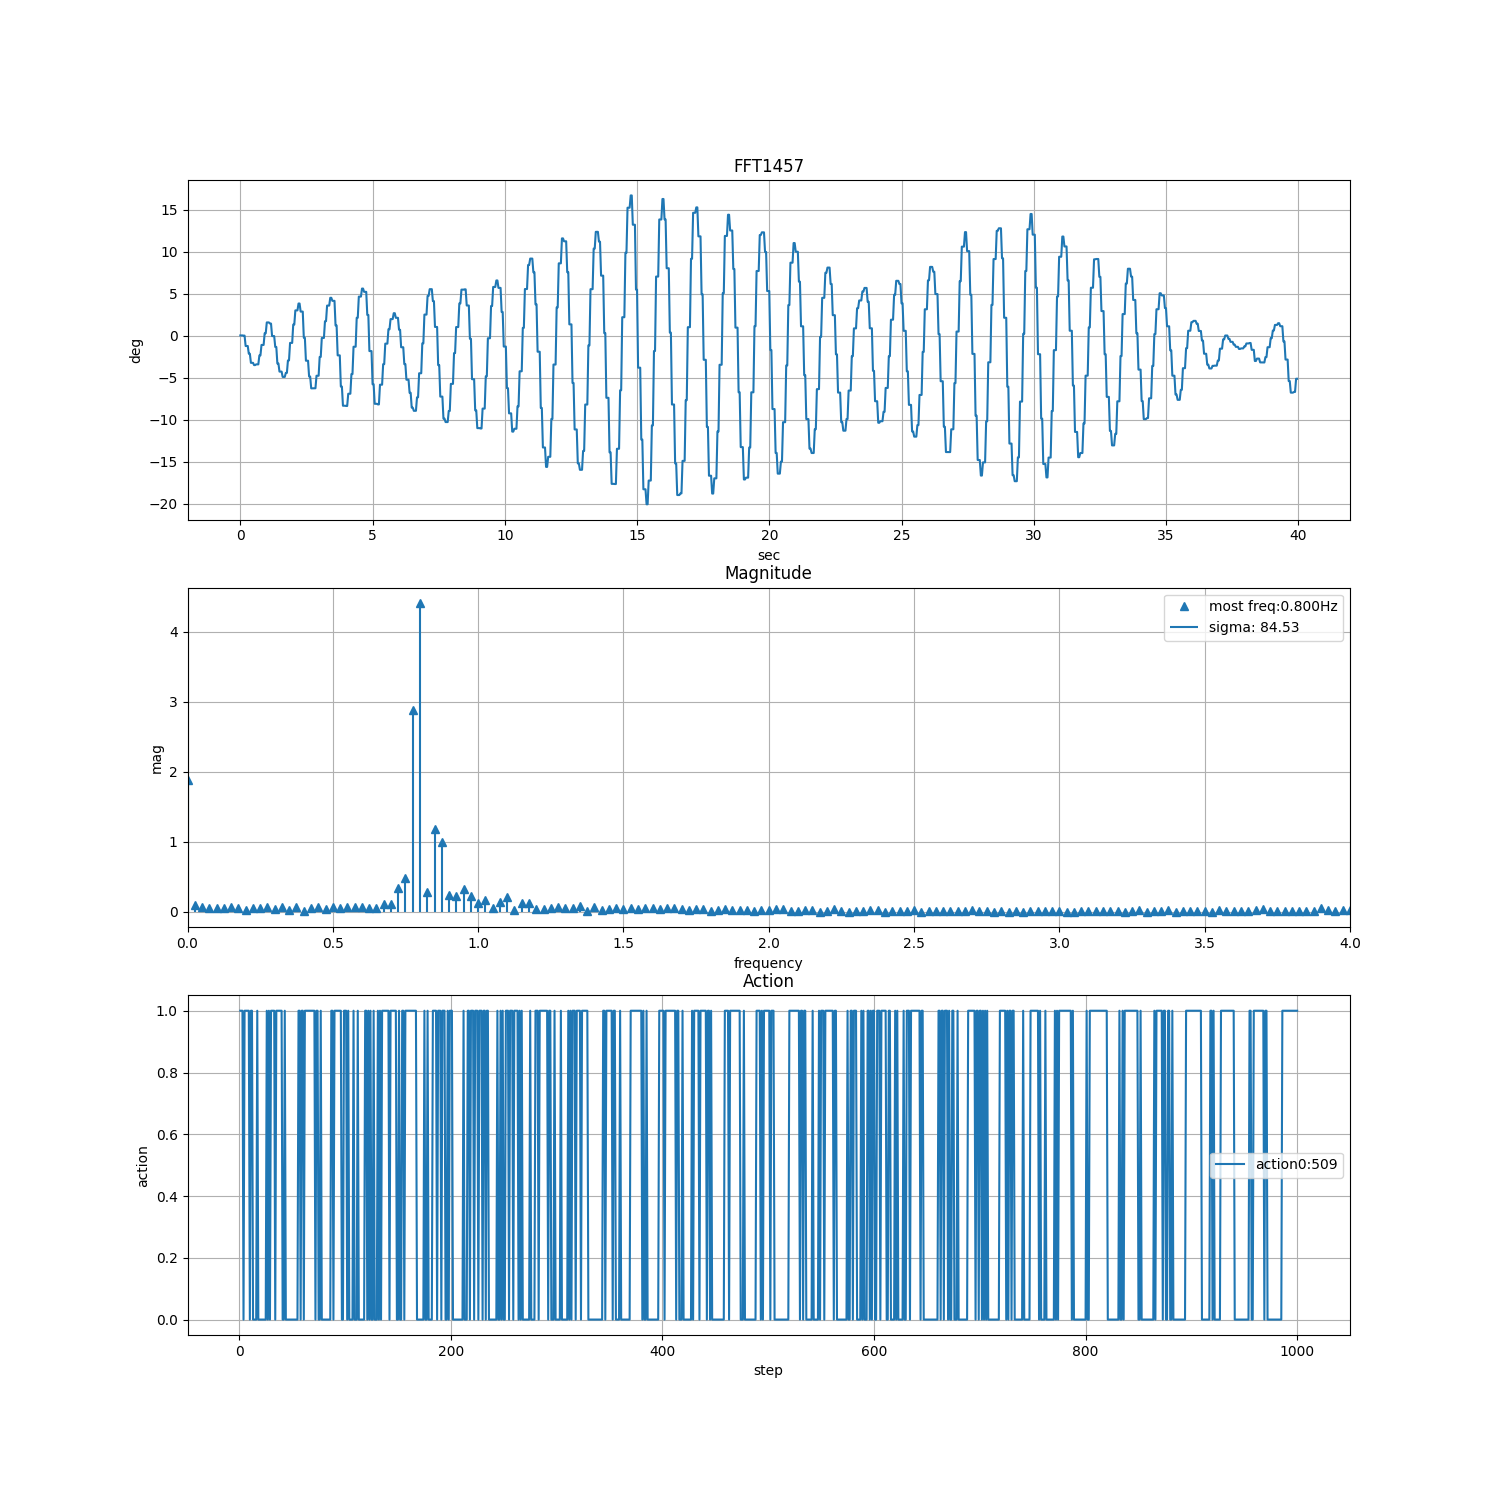 FFT1457
15
10
5
0
−5
−10
−15
−20
deg
0 5 10 15 20 25 30 35 40
sec
Magnitude
most freq:0.800Hz
sigma: 84.53
4
3
2
1
0
mag
0.0 0.5 1.0 1.5 2.0 2.5 3.0 3.5 4.0
frequency
Action
1.0
0.8
0.6
0.4
0.2
0.0
action
action0:509
0 200 400 600 800 1000
step